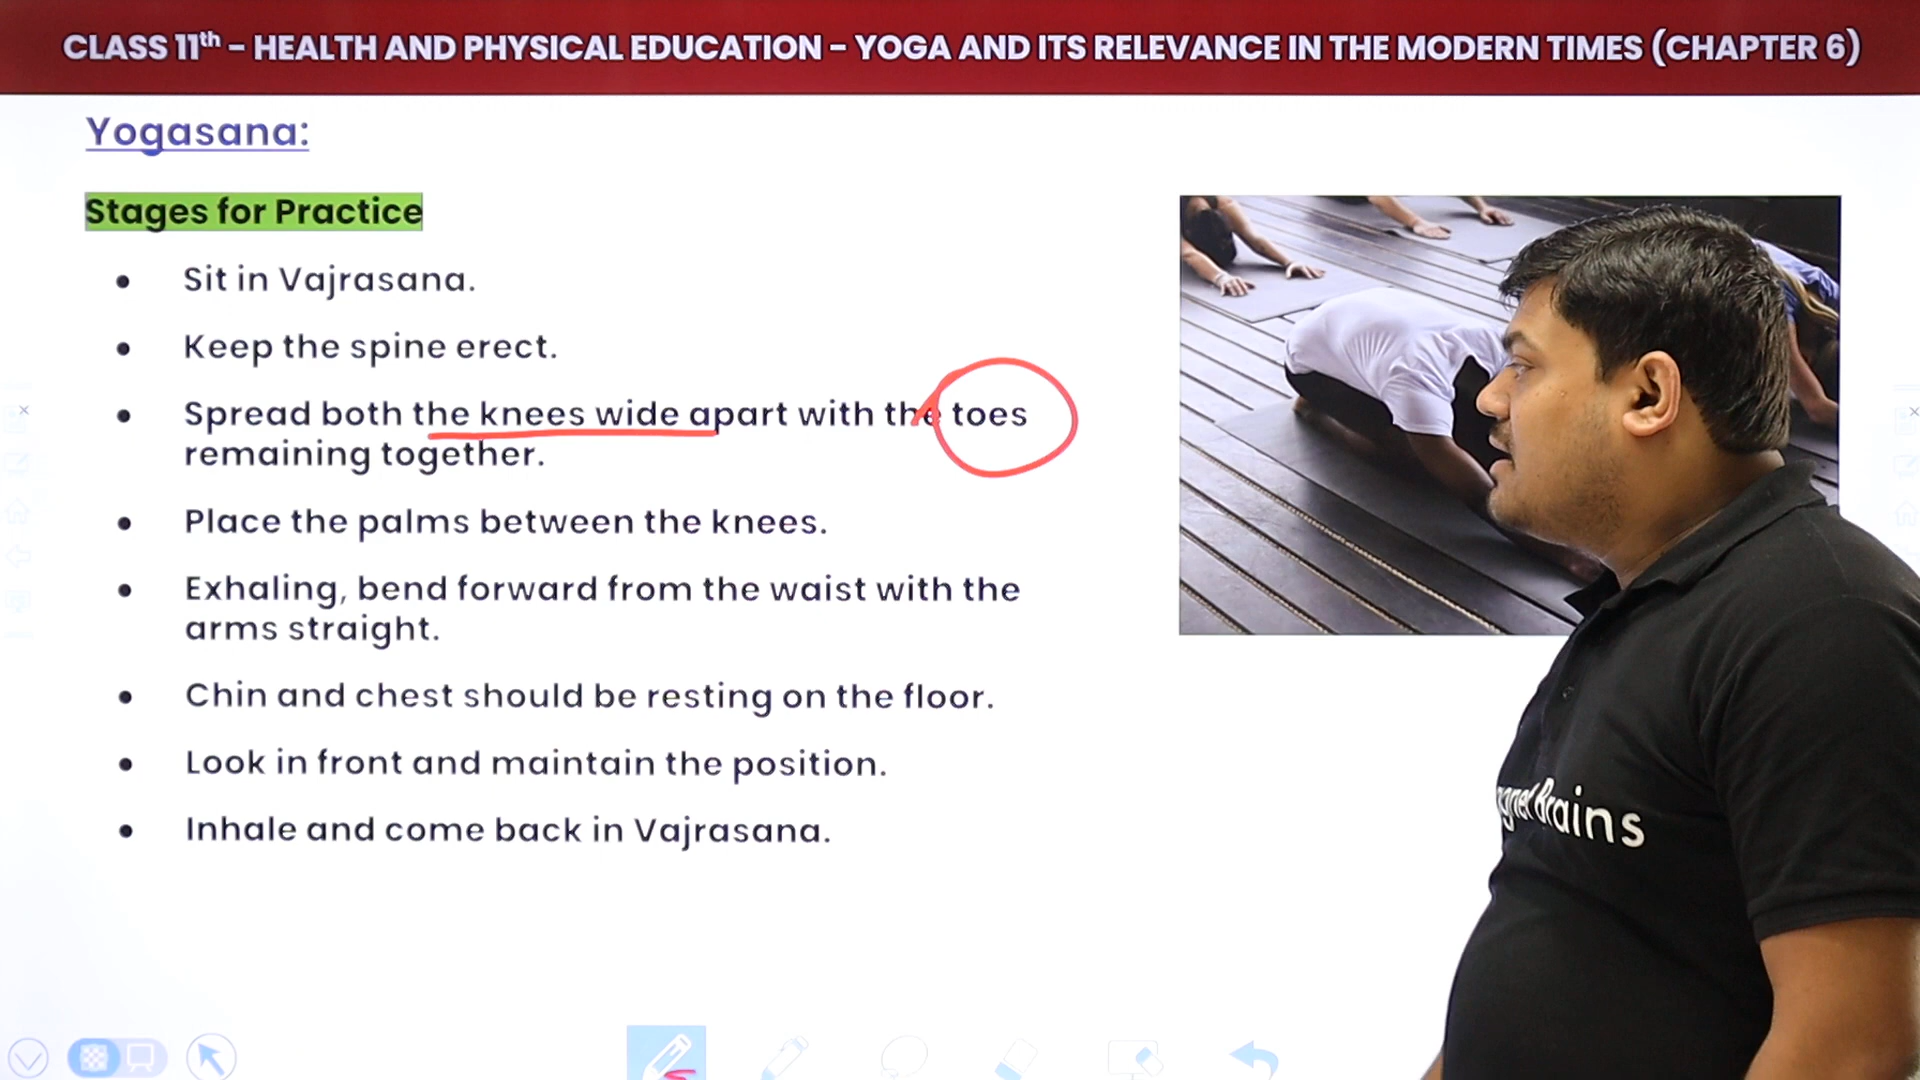 CLASS 11th – HEALTH AND PHYSICAL EDUCATION – YOGA AND ITS RELEVANCE IN THE MODERN TIMES (CHAPTER 6)
Yogasana:
Stages for Practice
• Sit in Vajrasana.
• Keep the spine erect.
• Spread both the knees wide apart with the toes
remaining together.
• Place the palms between the knees.
• Exhaling, bend forward from the waist with the
arms straight.
• Chin and chest should be resting on the floor.
• Look in front and maintain the position.
• Inhale and come back in Vajrasana.
Brains